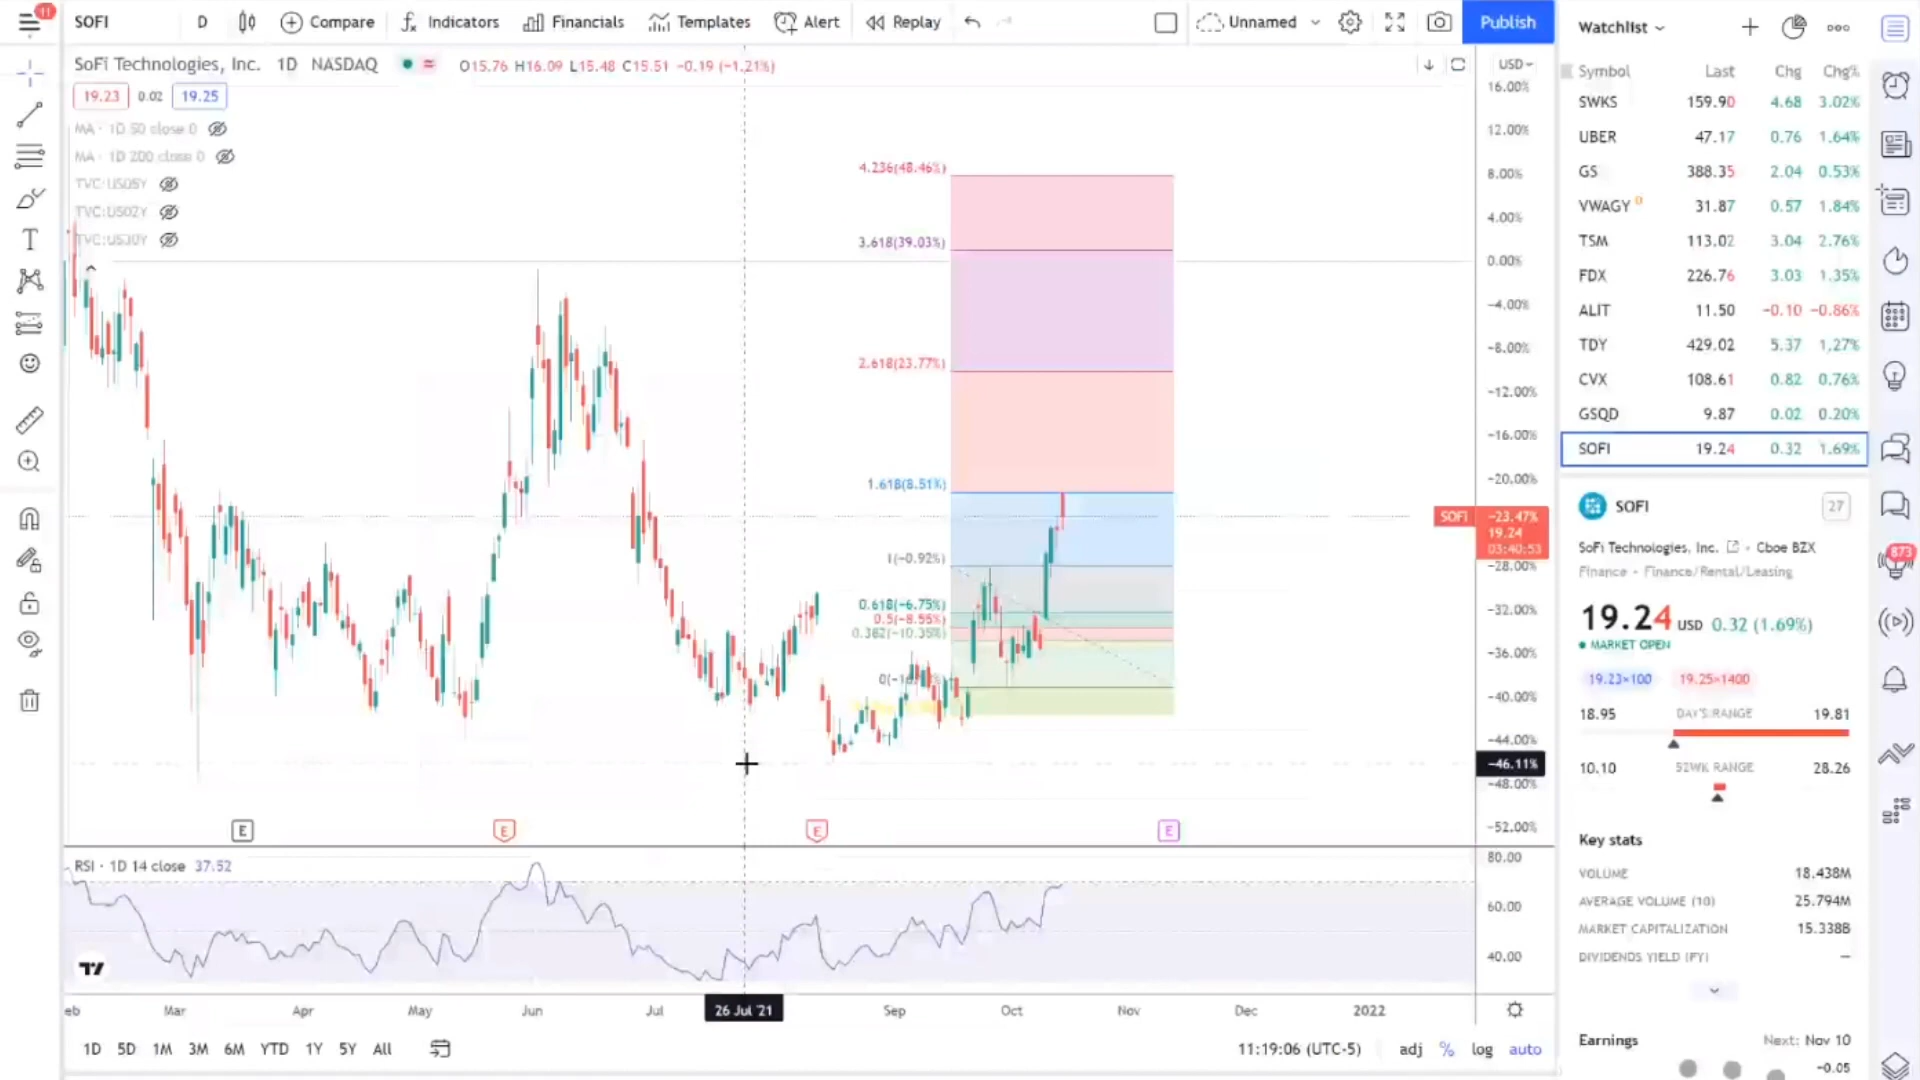 11
SOFI D Compare Indicators Financials Templates Alert Replay Unnamed Publish
SoFi Technologies, Inc. 1D NASDAQ O15.76 H16.09 L15.48 C15.51 −0.19 (−1.21%)
19.23 0.02 19.25
MA · 1D 50 close 0
MA · 1D 200 close 0
TVC:US05Y
TVC:US02Y
TVC:US30Y
USD
16.00%
12.00%
8.00%
4.00%
0.00%
−4.00%
−8.00%
−12.00%
−16.00%
−20.00%
SOFI −23.47%
19.24
03:40:53
−28.00%
−32.00%
−36.00%
−40.00%
−44.00%
−46.11%
−48.00%
−52.00%
4.236(48.46%)
3.618(39.03%)
2.618(23.77%)
1.618(8.51%)
1(−0.92%)
0.618(−6.75%)
0.5(−8.55%)
0.382(−10.35%)
E E E E
RSI · 1D 14 close 37.52
80.00
60.00
40.00
eb Mar Apr May Jun Jul 26 Jul '21 Sep Oct Nov Dec 2022
1D 5D 1M 3M 6M YTD 1Y 5Y All 11:19:06 (UTC-5) adj % log auto
Watchlist
Symbol Last Chg Chg%
SWKS 159.90 4.68 3.02%
UBER 47.17 0.76 1.64%
GS 388.35 2.04 0.53%
VWAGY D 31.87 0.57 1.84%
TSM 113.02 3.04 2.76%
FDX 226.76 3.03 1.35%
ALIT 11.50 −0.10 −0.86%
TDY 429.02 5.37 1.27%
CVX 108.61 0.82 0.76%
GSQD 9.87 0.02 0.20%
SOFI 19.24 0.32 1.69%
SOFI 27
SoFi Technologies, Inc. · Cboe BZX
Finance · Finance/Rental/Leasing
19.24 USD 0.32 (1.69%)
MARKET OPEN
19.23×100 19.25×1400
18.95 DAY'S RANGE 19.81
10.10 52WK RANGE 28.26
Key stats
VOLUME 18.438M
AVERAGE VOLUME (10) 25.794M
MARKET CAPITALIZATION 15.338B
DIVIDENDS YIELD (FY) —
Earnings Next: Nov 10
−0.05
873